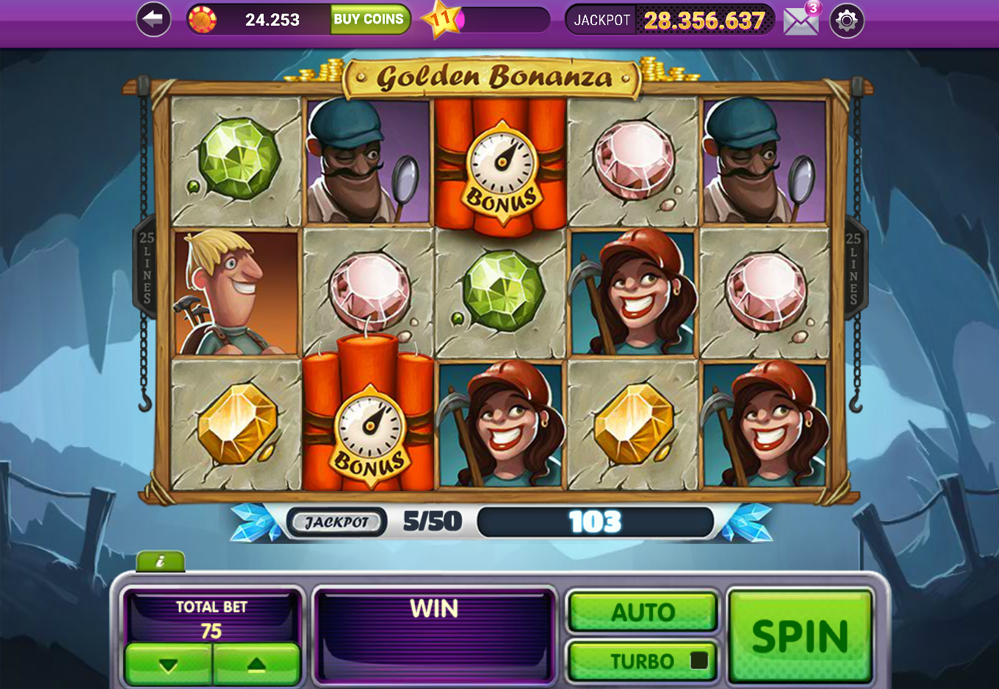 24.253
BUY COINS
11
JACKPOT
28.356.637
3
Golden Bonanza
BONUS
25 LINES
25 LINES
BONUS
JACKPOT
5/50
103
i
TOTAL BET
75
WIN
AUTO
TURBO
SPIN